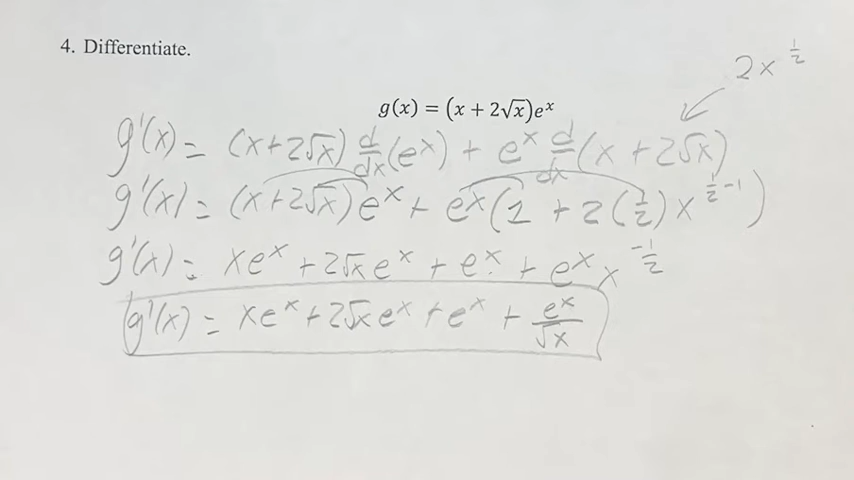 4. Differentiate.
2x^{1/2}
g(x) = (x + 2√x)e^x
g'(x) = (x+2√x) d/dx (e^x) + e^x d/dx (x + 2√x)
g'(x) = (x+2√x)e^x + e^x(1 + 2(1/2)x^{1/2 -1})
g'(x) = xe^x + 2√x e^x + e^x + e^x x^{-1/2}
g'(x) = xe^x + 2√x e^x + e^x + e^x/√x